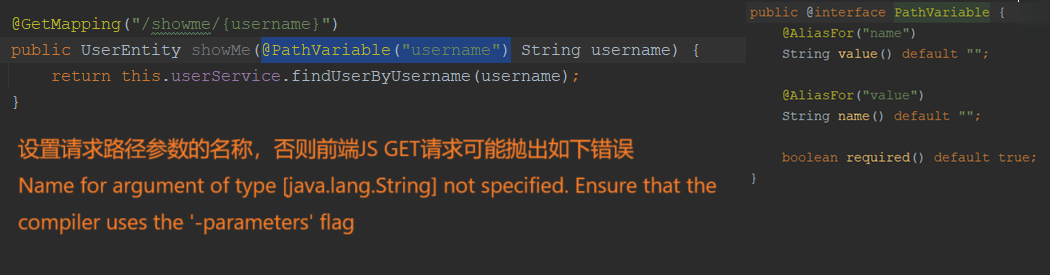 @GetMapping("/showme/{username}")
public UserEntity showMe(@PathVariable("username") String username) {
return this.userService.findUserByUsername(username);
}
设置请求路径参数的名称，否则前端JS GET请求可能抛出如下错误
Name for argument of type [java.lang.String] not specified. Ensure that the
compiler uses the '-parameters' flag
public @interface PathVariable {
@AliasFor("name")
String value() default "";
@AliasFor("value")
String name() default "";
boolean required() default true;
}